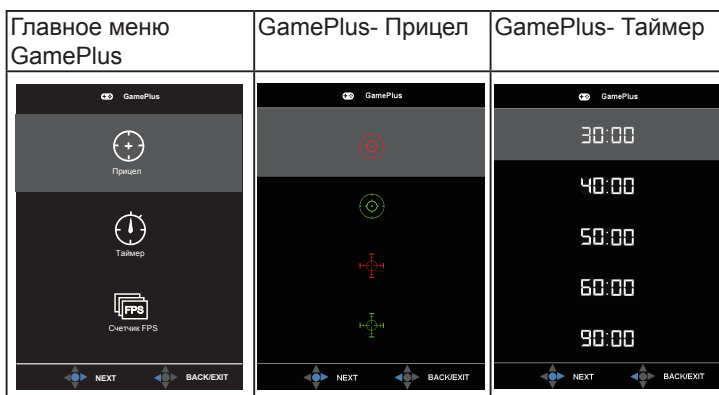 Главное меню
GamePlus
GamePlus- Прицел
GamePlus- Таймер
GamePlus
Прицел
Таймер
FPS
Счетчик FPS
NEXT BACK/EXIT
GamePlus
NEXT BACK/EXIT
GamePlus
30:00
40:00
50:00
60:00
90:00
NEXT BACK/EXIT